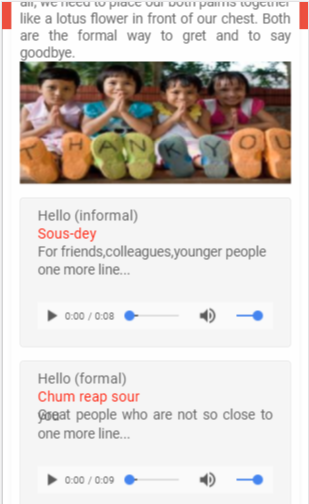 all, we need to place our both palms together
like a lotus flower in front of our chest. Both
are the formal way to gret and to say
goodbye.
THANK YOU
Hello (informal)
Sous-dey
For friends,colleagues,younger people
one more line...
0:00 / 0:08
Hello (formal)
Chum reap sour
Great people who are not so close to
you
one more line...
0:00 / 0:09